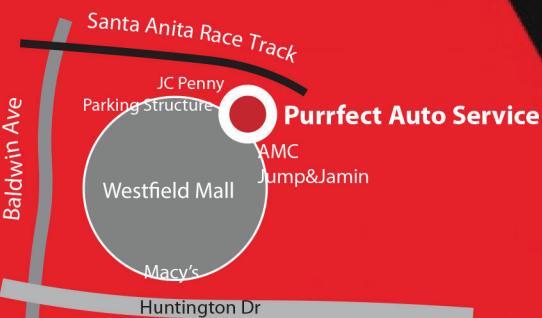 Santa Anita Race Track
JC Penny
Parking Structure
Purrfect Auto Service
Baldwin Ave
AMC
Jump&Jamin
Westfield Mall
Macy's
Huntington Dr